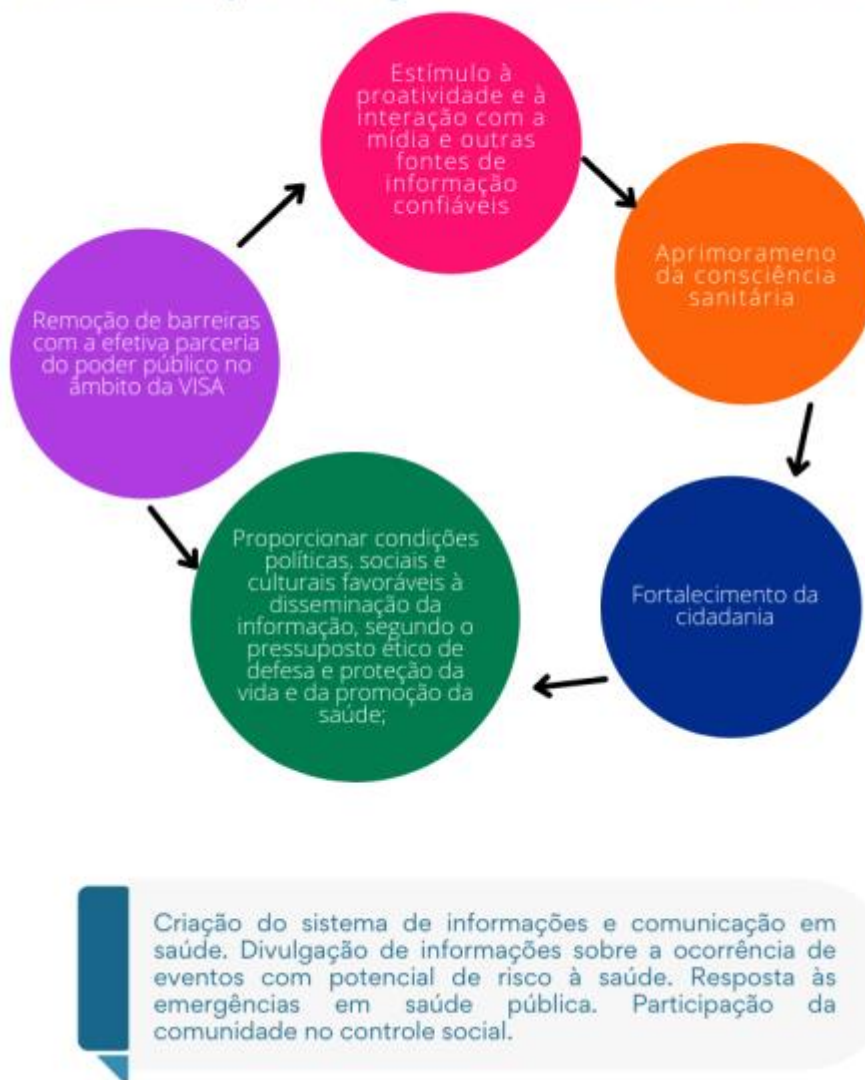 Estímulo à
proatividade e à
interação com a
mídia e outras
fontes de
informação
confiáveis
Aprimorameno
da consciência
sanitária
Remoção de barreiras
com a efetiva parceria
do poder público no
âmbito da VISA
Proporcionar condições
políticas, sociais e
culturais favoráveis à
disseminação da
informação, segundo o
pressuposto ético de
defesa e proteção da
vida e da promoção da
saúde;
Fortalecimento da
cidadania
Criação do sistema de informações e comunicação em
saúde. Divulgação de informações sobre a ocorrência de
eventos com potencial de risco à saúde. Resposta às
emergências em saúde pública. Participação da
comunidade no controle social.